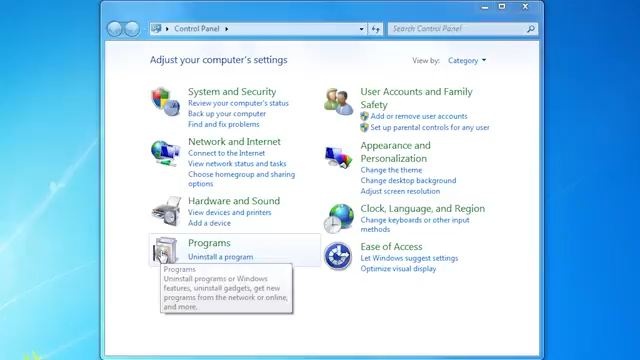 Control Panel
Search Control Panel
Adjust your computer's settings
View by: Category
System and Security
Review your computer's status
Back up your computer
Find and fix problems
Network and Internet
Connect to the Internet
View network status and tasks
Choose homegroup and sharing
options
Hardware and Sound
View devices and printers
Add a device
Programs
Uninstall a program
Programs
Uninstall programs or Windows
features, uninstall gadgets, get new
programs from the network or online,
and more.
User Accounts and Family
Safety
Add or remove user accounts
Set up parental controls for any user
Appearance and
Personalization
Change the theme
Change desktop background
Adjust screen resolution
Clock, Language, and Region
Change keyboards or other input
methods
Ease of Access
Let Windows suggest settings
Optimize visual display